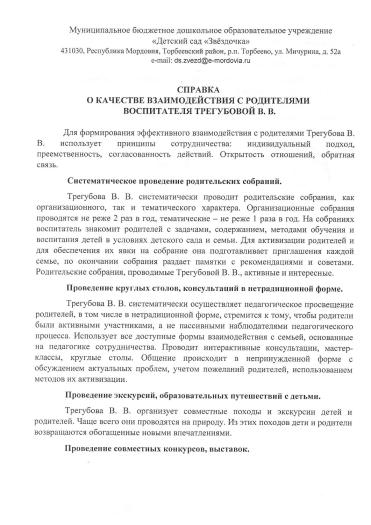 Муниципальное бюджетное дошкольное образовательное учреждение
«Детский сад «Звёздочка»
431030, Республика Мордовия, Торбеевский район, р.п. Торбеево, ул. Мичурина, д. 52а
e-mail: ds.zvezd@e-mordovia.ru
СПРАВКА
О КАЧЕСТВЕ ВЗАИМОДЕЙСТВИЯ С РОДИТЕЛЯМИ
ВОСПИТАТЕЛЯ ТРЕГУБОВОЙ В. В.
Для формирования эффективного взаимодействия с родителями Трегубова В.
В. использует принципы сотрудничества: индивидуальный подход,
преемственность, согласованность действий. Открытость отношений, обратная
связь.
Систематическое проведение родительских собраний.
Трегубова В. В. систематически проводит родительские собрания, как
организационного, так и тематического характера. Организационные собрания
проводятся не реже 2 раз в год, тематические – не реже 1 раза в год. На собраниях
воспитатель знакомит родителей с задачами, содержанием, методами обучения и
воспитания детей в условиях детского сада и семьи. Для активизации родителей и
для обеспечения их явки на собрание она подготавливает приглашения каждой
семье, по окончании собрания раздает памятки с рекомендациями и советами.
Родительские собрания, проводимые Трегубовой В. В., активные и интересные.
Проведение круглых столов, консультаций в нетрадиционной форме.
Трегубова В. В. систематически осуществляет педагогическое просвещение
родителей, в том числе в нетрадиционной форме, стремится к тому, чтобы родители
были активными участниками, а не пассивными наблюдателями педагогического
процесса. Использует все доступные формы взаимодействия с семьей, основанные
на педагогике сотрудничества. Проводит интерактивные консультации, мастер-
классы, круглые столы. Общение происходит в непринужденной форме с
обсуждением актуальных проблем, учетом пожеланий родителей, использованием
методов их активизации.
Проведение экскурсий, образовательных путешествий с детьми.
Трегубова В. В. организует совместные походы и экскурсии детей и
родителей. Чаще всего они проводятся на природу. Из этих походов дети и родители
возвращаются обогащенные новыми впечатлениями.
Проведение совместных конкурсов, выставок.